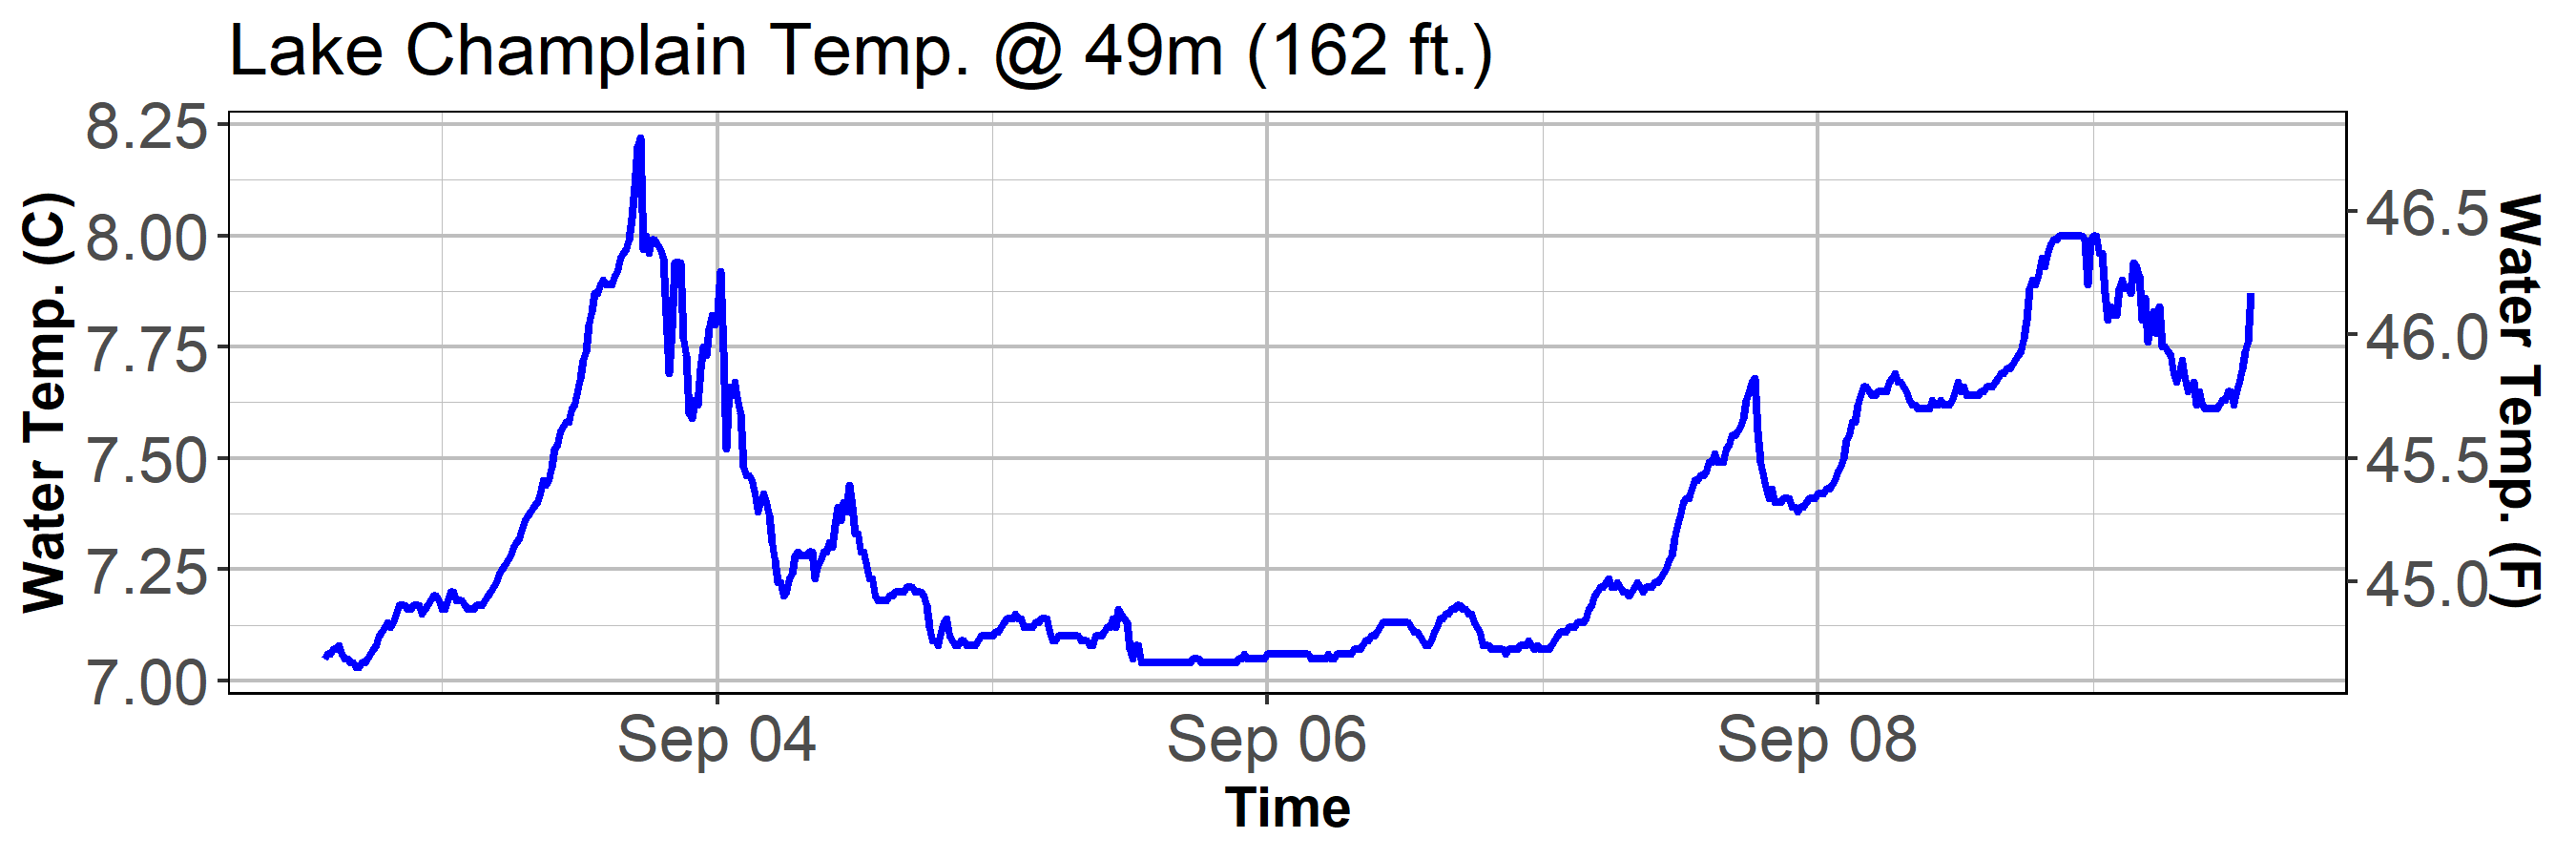 Lake Champlain Temp. @ 49m (162 ft.)
Water Temp. (C)
8.25
8.00
7.75
7.50
7.25
7.00
46.5
46.0
45.5
45.0
Water Temp. (F)
Sep 04
Sep 06
Sep 08
Time